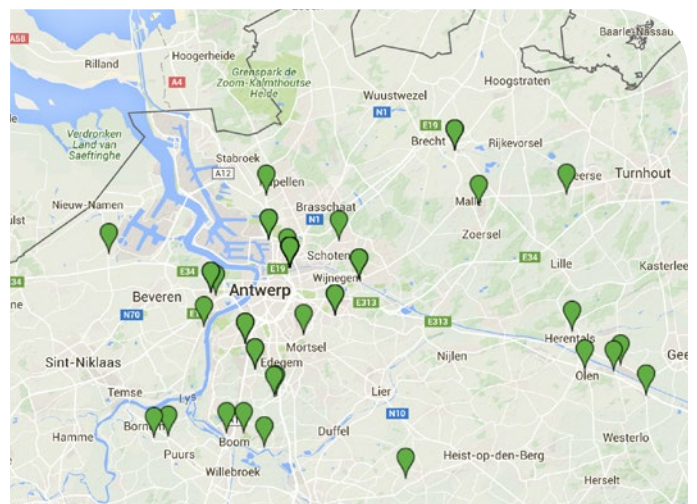 A58
Rilland
Hoogerheide
A4
Grenspark de
Zoom-Kalmthoutse
Heide
Baarle-Nassau
Hoogstraten
Wuustwezel
N1
E19
Brecht
Rijkevorsel
Verdronken
Land van
Saeftinghe
Stabroek
A12
Turnhout
Malle
Nieuw-Namen
Brasschaat
N1
Zoersel
Schoten
E34
E19
Wijnegem
E34
Lille
Kasterlee
34
Beveren
Antwerp
E313
N70
E313
Herentals
Mortsel
Edegem
Nijlen
Sint-Niklaas
Olen
Temse
Lys
Lier
N10
Hamme
Boom
Duffel
Westerlo
Puurs
Willebroek
Heist-op-den-Berg
Herselt